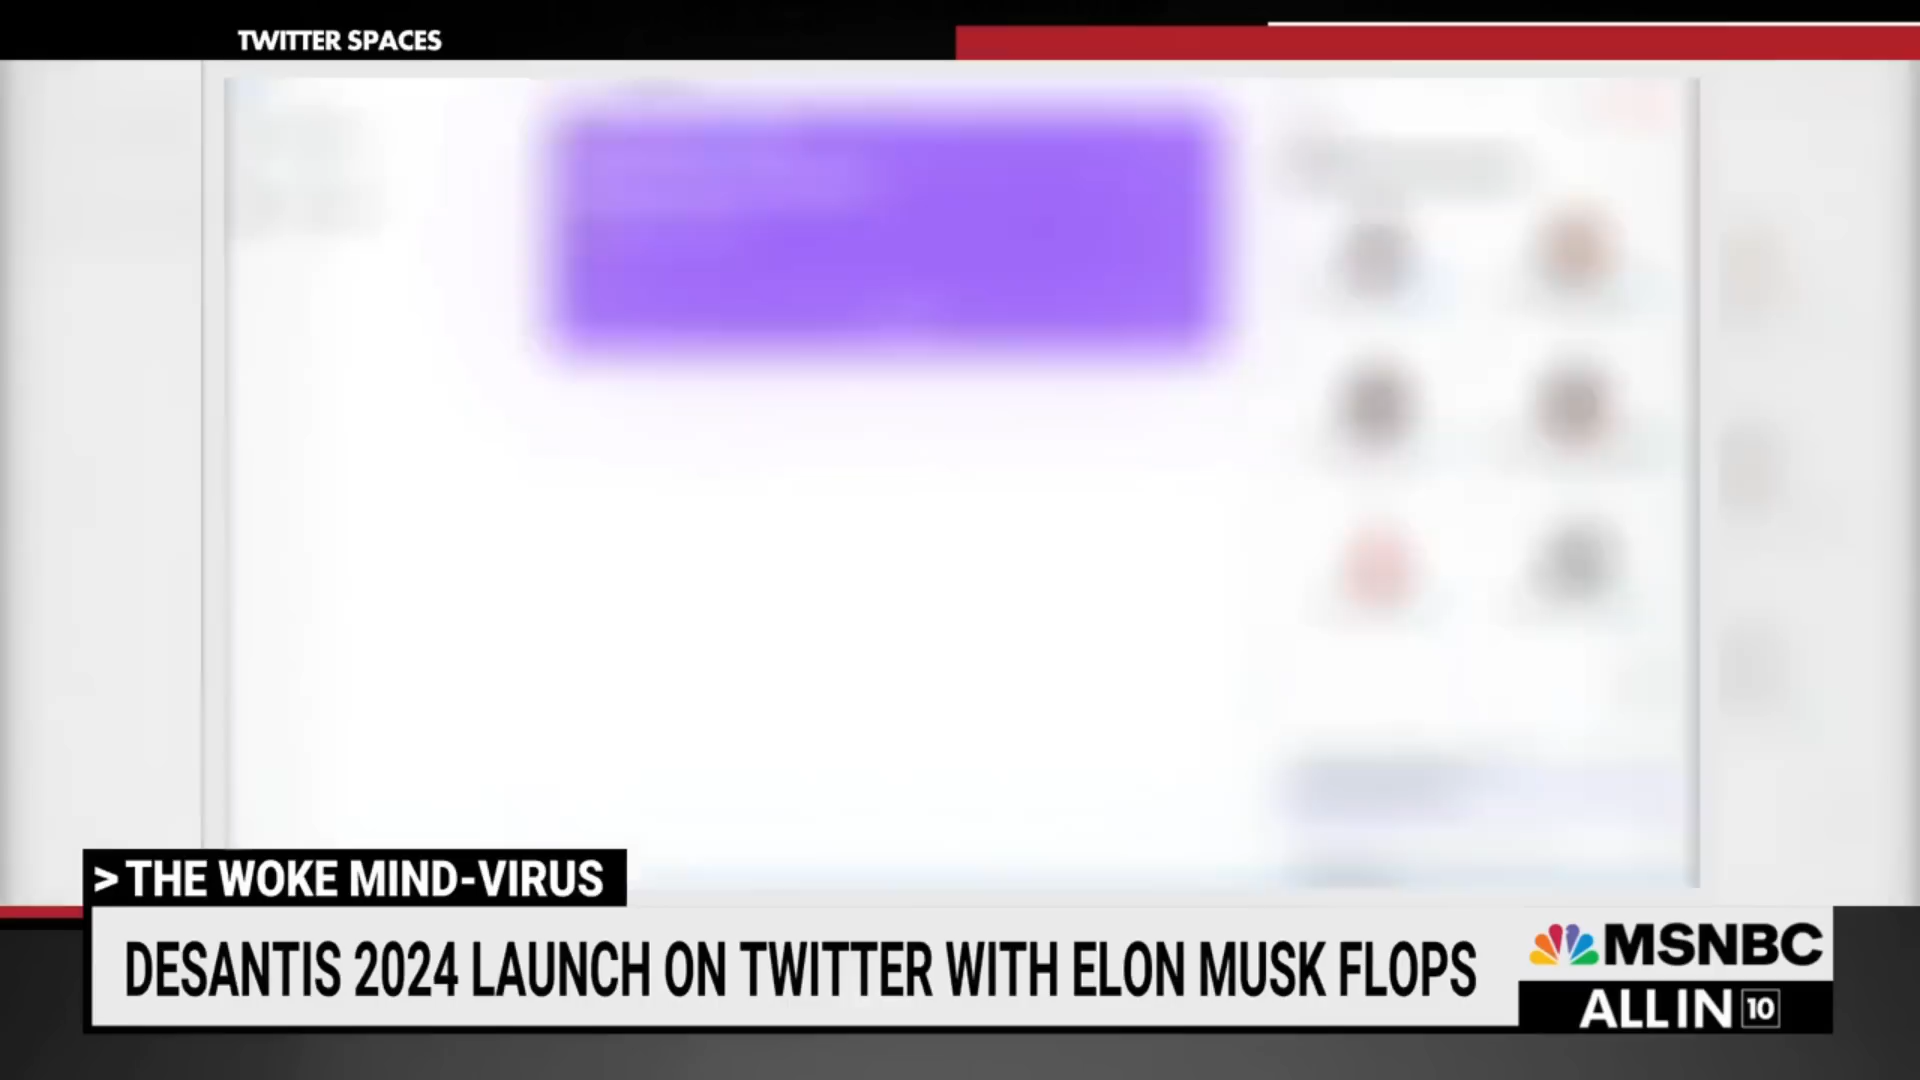 TWITTER SPACES
> THE WOKE MIND-VIRUS
DESANTIS 2024 LAUNCH ON TWITTER WITH ELON MUSK FLOPS
MSNBC
ALL IN 10